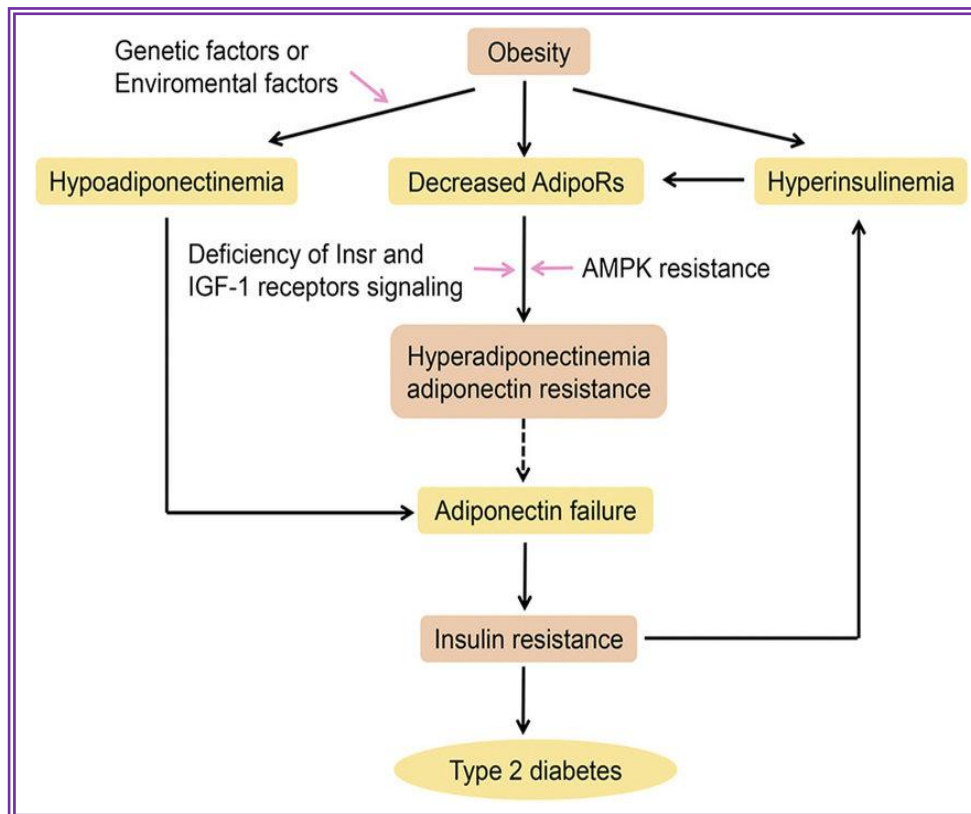 Genetic factors or
Enviromental factors
Obesity
Hypoadiponectinemia
Decreased AdipoRs
Hyperinsulinemia
Deficiency of Insr and
IGF-1 receptors signaling
AMPK resistance
Hyperadiponectinemia
adiponectin resistance
Adiponectin failure
Insulin resistance
Type 2 diabetes